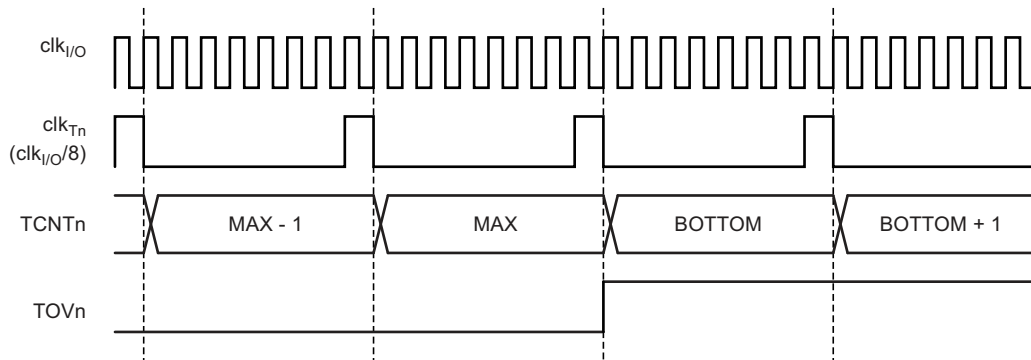 clkI/O
clkTn
(clkI/O/8)
TCNTn MAX - 1 MAX BOTTOM BOTTOM + 1
TOVn